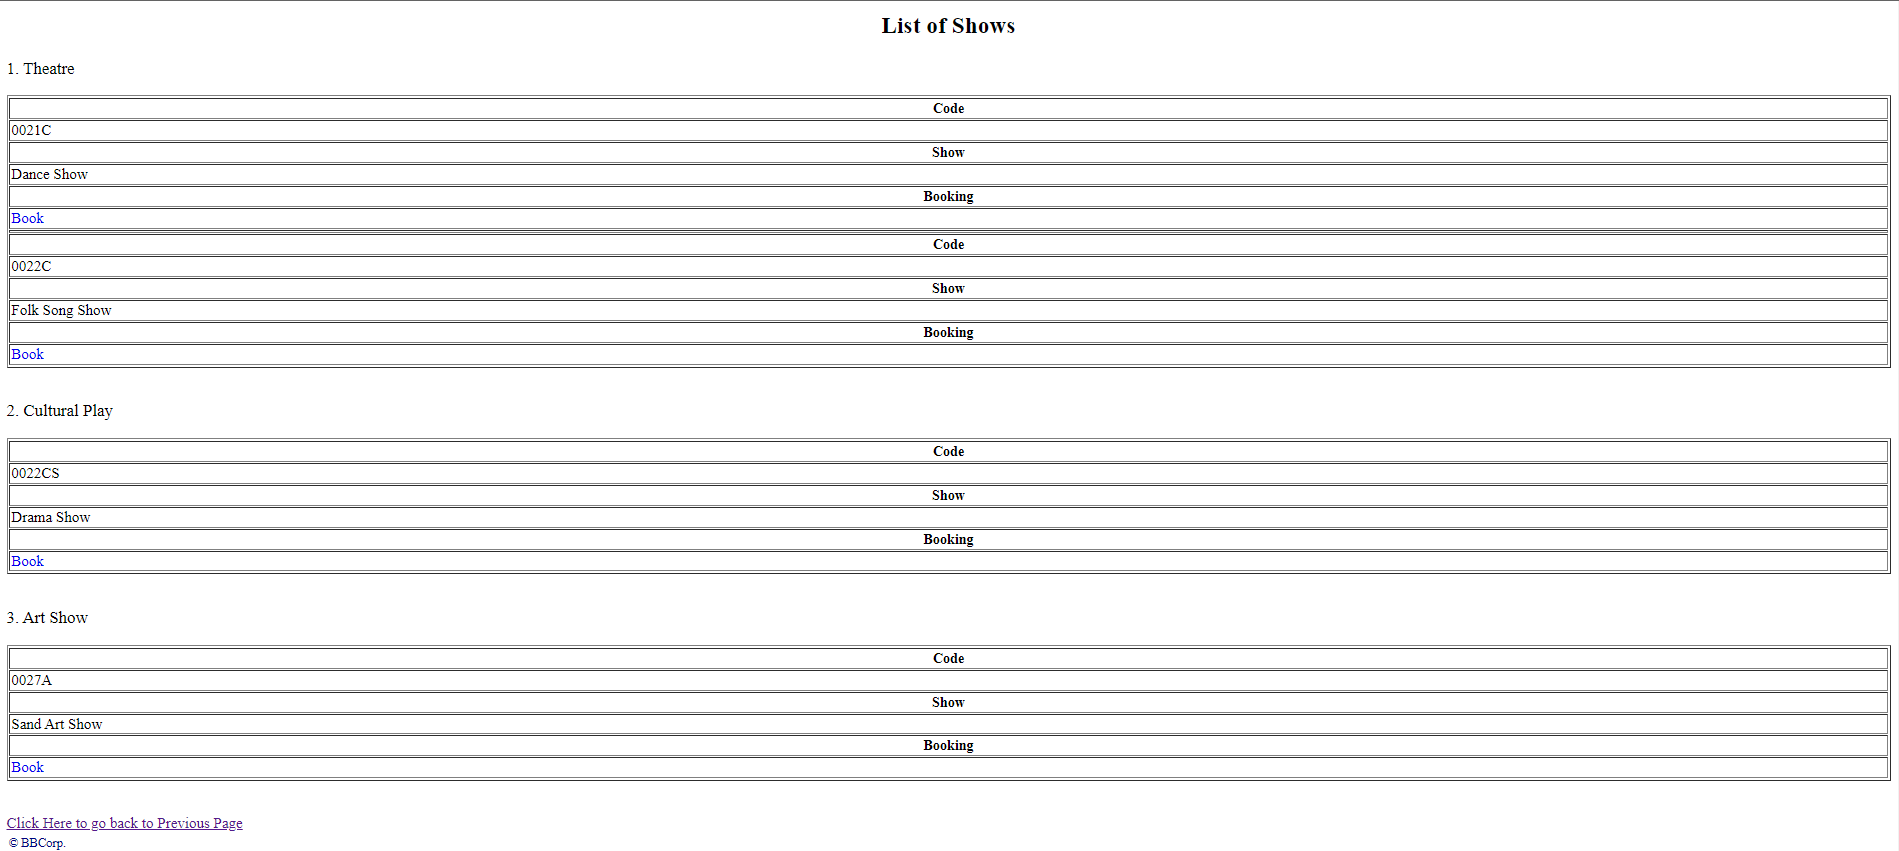 List of Shows
1. Theatre
Code
0021C
Show
Dance Show
Booking
Book
Code
0022C
Show
Folk Song Show
Booking
Book
2. Cultural Play
Code
0022CS
Show
Drama Show
Booking
Book
3. Art Show
Code
0027A
Show
Sand Art Show
Booking
Book
Click Here to go back to Previous Page
© BBCorp.